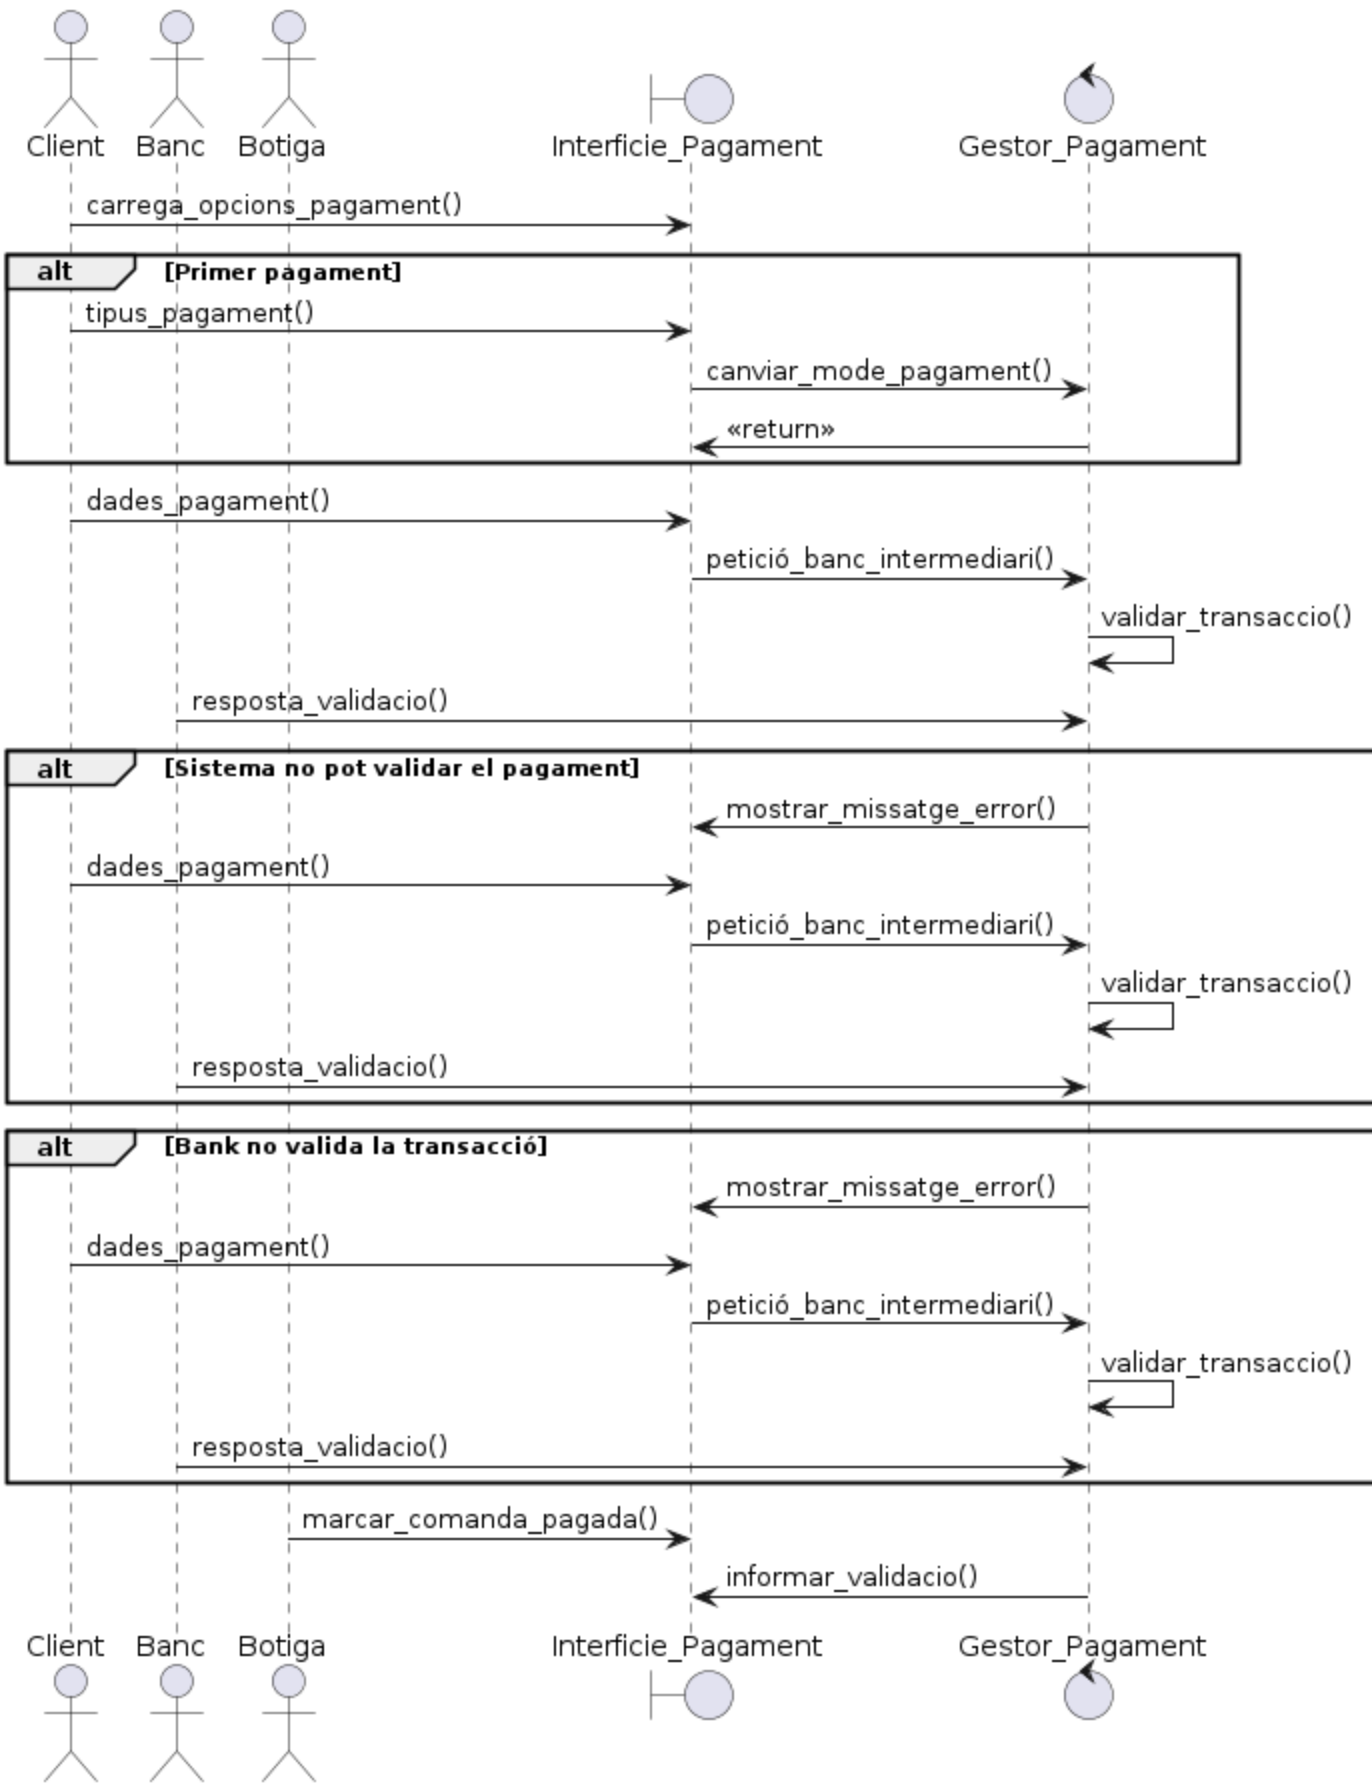 Client Banc Botiga Interficie_Pagament Gestor_Pagament
carrega_opcions_pagament()
alt [Primer pagament]
tipus_pagament()
canviar_mode_pagament()
«return»
dades_pagament()
petició_banc_intermediari()
validar_transaccio()
resposta_validacio()
alt [Sistema no pot validar el pagament]
mostrar_missatge_error()
dades_pagament()
petició_banc_intermediari()
validar_transaccio()
resposta_validacio()
alt [Bank no valida la transacció]
mostrar_missatge_error()
dades_pagament()
petició_banc_intermediari()
validar_transaccio()
resposta_validacio()
marcar_comanda_pagada()
informar_validacio()
Client Banc Botiga Interficie_Pagament Gestor_Pagament